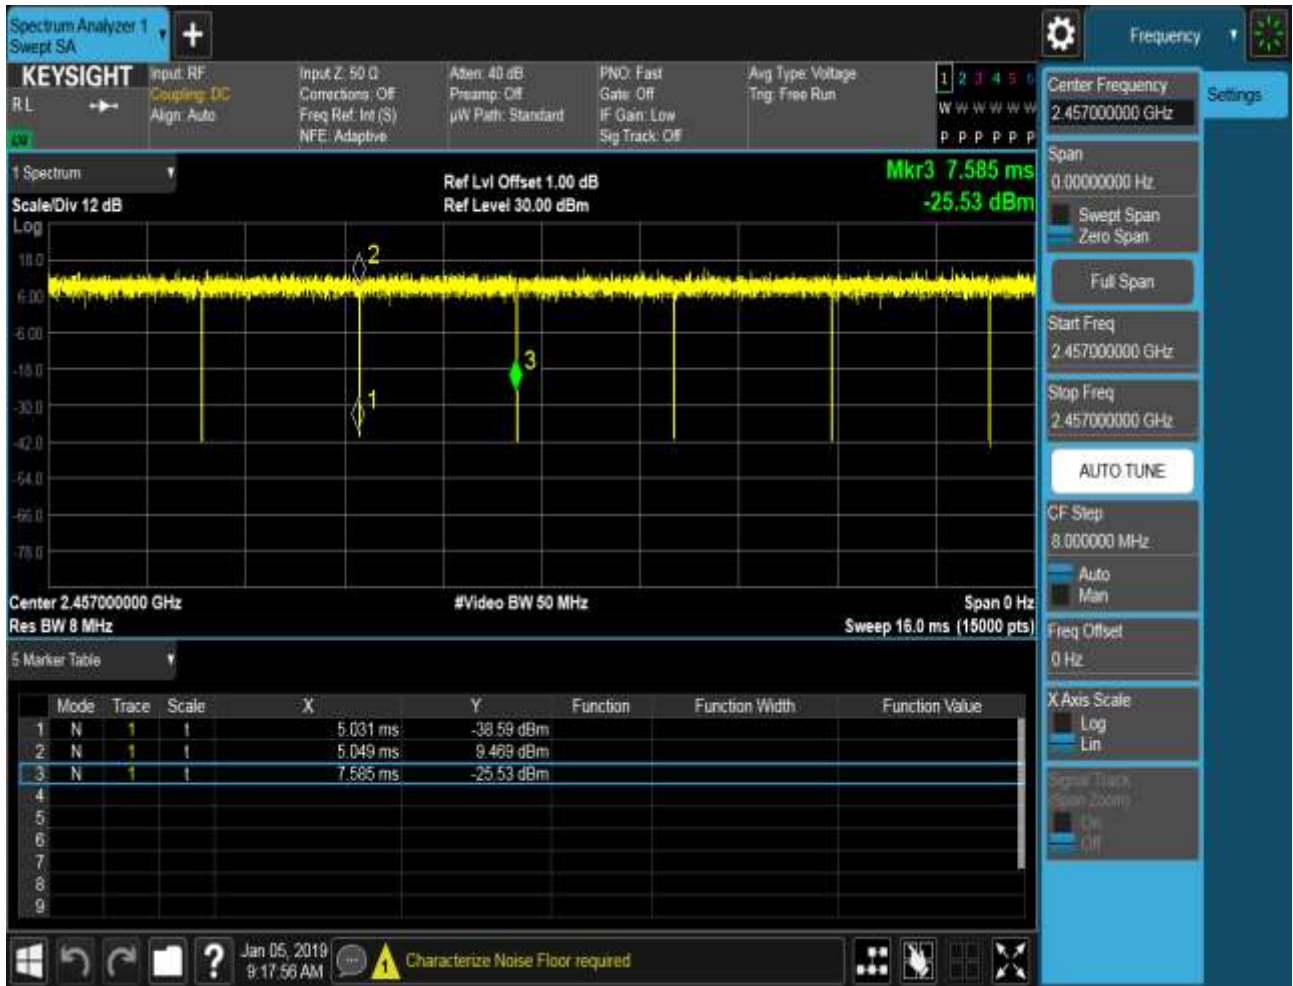 Spectrum Analyzer 1
Swept SA
+
Frequency
KEYSIGHT
R L
Input: RF
Coupling: DC
Align: Auto
Input Z: 50 Ω
Corrections: Off
Freq Ref: Int (S)
NFE: Adaptive
Atten: 40 dB
Preamp: Off
µW Path: Standard
PNO: Fast
Gate: Off
IF Gain: Low
Sig Track: Off
Avg Type: Voltage
Trig: Free Run
1 2 3 4 5 6
W W W W W W
P P P P P P
Center Frequency
2.457000000 GHz
Settings
1 Spectrum
Scale/Div 12 dB
Ref Lvl Offset 1.00 dB
Ref Level 30.00 dBm
Mkr3 7.585 ms
-25.53 dBm
Log
18.0
6.00
-6.00
-18.0
-30.0
-42.0
-54.0
-66.0
-78.0
2
3
1
Center 2.457000000 GHz
#Video BW 50 MHz
Span 0 Hz
Res BW 8 MHz
Sweep 16.0 ms (15000 pts)
Span
0.00000000 Hz
Swept Span
Zero Span
Full Span
Start Freq
2.457000000 GHz
Stop Freq
2.457000000 GHz
AUTO TUNE
CF Step
8.000000 MHz
Auto
Man
Freq Offset
0 Hz
X Axis Scale
Log
Lin
Signal Track
(Span Zoom)
On
Off
5 Marker Table
Mode Trace Scale X Y Function Function Width Function Value
1 N 1 t 5.031 ms -38.59 dBm
2 N 1 t 5.049 ms 9.469 dBm
3 N 1 t 7.585 ms -25.53 dBm
4
5
6
7
8
9
?
Jan 05, 2019
9:17:56 AM
1
Characterize Noise Floor required